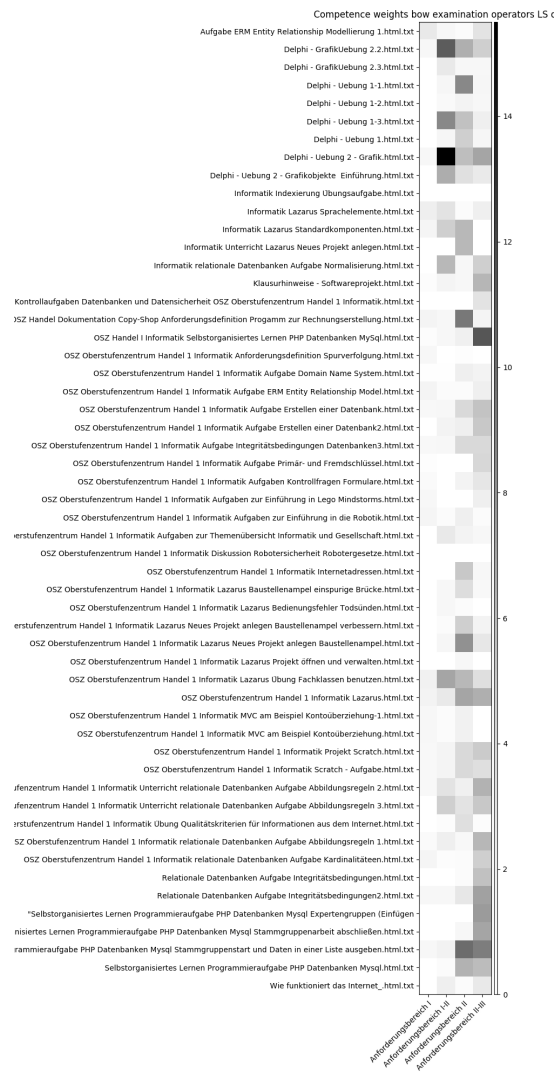 Competence weights bow examination operators LS
Aufgabe ERM Entity Relationship Modellierung 1.html.txt
Delphi - GrafikUebung 2.2.html.txt
Delphi - GrafikUebung 2.3.html.txt
Delphi - Uebung 1-1.html.txt
Delphi - Uebung 1-2.html.txt
Delphi - Uebung 1-3.html.txt
Delphi - Uebung 1.html.txt
Delphi - Uebung 2 - Grafik.html.txt
Delphi - Uebung 2 - Grafikobjekte Einführung.html.txt
Informatik Indexierung Übungsaufgabe.html.txt
Informatik Lazarus Sprachelemente.html.txt
Informatik Lazarus Standardkomponenten.html.txt
Informatik Unterricht Lazarus Neues Projekt anlegen.html.txt
Informatik relationale Datenbanken Aufgabe Normalisierung.html.txt
Klausurhinweise - Softwareprojekt.html.txt
Kontrollaufgaben Datenbanken und Datensicherheit OSZ Oberstufenzentrum Handel 1 Informatik.html.txt
OSZ Handel Dokumentation Copy-Shop Anforderungsdefinition Progamm zur Rechnungserstellung.html.txt
OSZ Handel I Informatik Selbstorganisiertes Lernen PHP Datenbanken MySql.html.txt
OSZ Oberstufenzentrum Handel 1 Informatik Anforderungsdefinition Spurverfolgung.html.txt
OSZ Oberstufenzentrum Handel 1 Informatik Aufgabe Domain Name System.html.txt
OSZ Oberstufenzentrum Handel 1 Informatik Aufgabe ERM Entity Relationship Model.html.txt
OSZ Oberstufenzentrum Handel 1 Informatik Aufgabe Erstellen einer Datenbank.html.txt
OSZ Oberstufenzentrum Handel 1 Informatik Aufgabe Erstellen einer Datenbank2.html.txt
OSZ Oberstufenzentrum Handel 1 Informatik Aufgabe Integritätsbedingungen Datenbanken3.html.txt
OSZ Oberstufenzentrum Handel 1 Informatik Aufgabe Primär- und Fremdschlüssel.html.txt
OSZ Oberstufenzentrum Handel 1 Informatik Aufgaben Kontrollfragen Formulare.html.txt
OSZ Oberstufenzentrum Handel 1 Informatik Aufgaben zur Einführung in Lego Mindstorms.html.txt
OSZ Oberstufenzentrum Handel 1 Informatik Aufgaben zur Einführung in die Robotik.html.txt
erstufenzentrum Handel 1 Informatik Aufgaben zur Themenübersicht Informatik und Gesellschaft.html.txt
OSZ Oberstufenzentrum Handel 1 Informatik Diskussion Robotersicherheit Robotergesetze.html.txt
OSZ Oberstufenzentrum Handel 1 Informatik Internetadressen.html.txt
OSZ Oberstufenzentrum Handel 1 Informatik Lazarus Baustellenampel einspurige Brücke.html.txt
OSZ Oberstufenzentrum Handel 1 Informatik Lazarus Bedienungsfehler Todsünden.html.txt
erstufenzentrum Handel 1 Informatik Lazarus Neues Projekt anlegen Baustellenampel verbessern.html.txt
OSZ Oberstufenzentrum Handel 1 Informatik Lazarus Neues Projekt anlegen Baustellenampel.html.txt
OSZ Oberstufenzentrum Handel 1 Informatik Lazarus Projekt öffnen und verwalten.html.txt
OSZ Oberstufenzentrum Handel 1 Informatik Lazarus Übung Fachklassen benutzen.html.txt
OSZ Oberstufenzentrum Handel 1 Informatik Lazarus.html.txt
OSZ Oberstufenzentrum Handel 1 Informatik MVC am Beispiel Kontoüberziehung-1.html.txt
OSZ Oberstufenzentrum Handel 1 Informatik MVC am Beispiel Kontoüberziehung.html.txt
OSZ Oberstufenzentrum Handel 1 Informatik Projekt Scratch.html.txt
OSZ Oberstufenzentrum Handel 1 Informatik Scratch - Aufgabe.html.txt
ufenzentrum Handel 1 Informatik Unterricht relationale Datenbanken Aufgabe Abbildungsregeln 2.html.txt
ufenzentrum Handel 1 Informatik Unterricht relationale Datenbanken Aufgabe Abbildungsregeln 3.html.txt
erstufenzentrum Handel 1 Informatik Übung Qualitätskriterien für Informationen aus dem Internet.html.txt
OSZ Oberstufenzentrum Handel 1 Informatik relationale Datenbanken Aufgabe Abbildungsregeln 1.html.txt
OSZ Oberstufenzentrum Handel 1 Informatik relationale Datenbanken Aufgabe Kardinalitäteen.html.txt
Relationale Datenbanken Aufgabe Integritätsbedingungen.html.txt
Relationale Datenbanken Aufgabe Integritätsbedingungen2.html.txt
"Selbstorganisiertes Lernen Programmieraufgabe PHP Datenbanken Mysql Expertengruppen (Einfügen
nisiertes Lernen Programmieraufgabe PHP Datenbanken Mysql Stammgruppenarbeit abschließen.html.txt
rammieraufgabe PHP Datenbanken Mysql Stammgruppenstart und Daten in einer Liste ausgeben.html.txt
Selbstorganisiertes Lernen Programmieraufgabe PHP Datenbanken Mysql.html.txt
Wie funktioniert das Internet_.html.txt
14
12
10
8
6
4
2
0
Anforderungsbereich I
Anforderungsbereich I-II
Anforderungsbereich II
Anforderungsbereich II-III